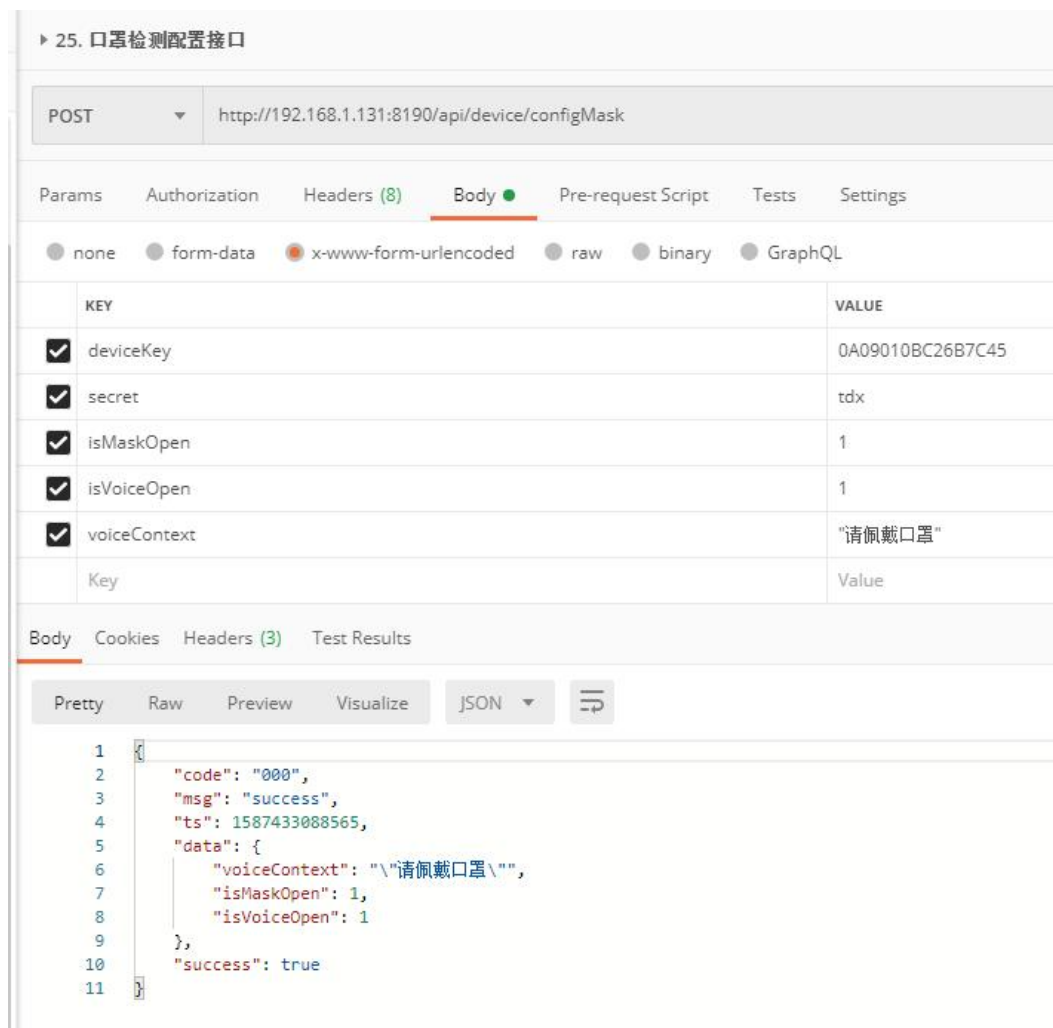 25. 口罩检测配置接口
POST http://192.168.1.131:8190/api/device/configMask
Params Authorization Headers (8) Body Pre-request Script Tests Settings
none form-data x-www-form-urlencoded raw binary GraphQL
KEY VALUE
deviceKey 0A09010BC26B7C45
secret tdx
isMaskOpen 1
isVoiceOpen 1
voiceContext "请佩戴口罩"
Key Value
Body Cookies Headers (3) Test Results
Pretty Raw Preview Visualize JSON
1 {
2 "code": "000",
3 "msg": "success",
4 "ts": 1587433088565,
5 "data": {
6 "voiceContext": "\"请佩戴口罩\"",
7 "isMaskOpen": 1,
8 "isVoiceOpen": 1
9 },
10 "success": true
11 }